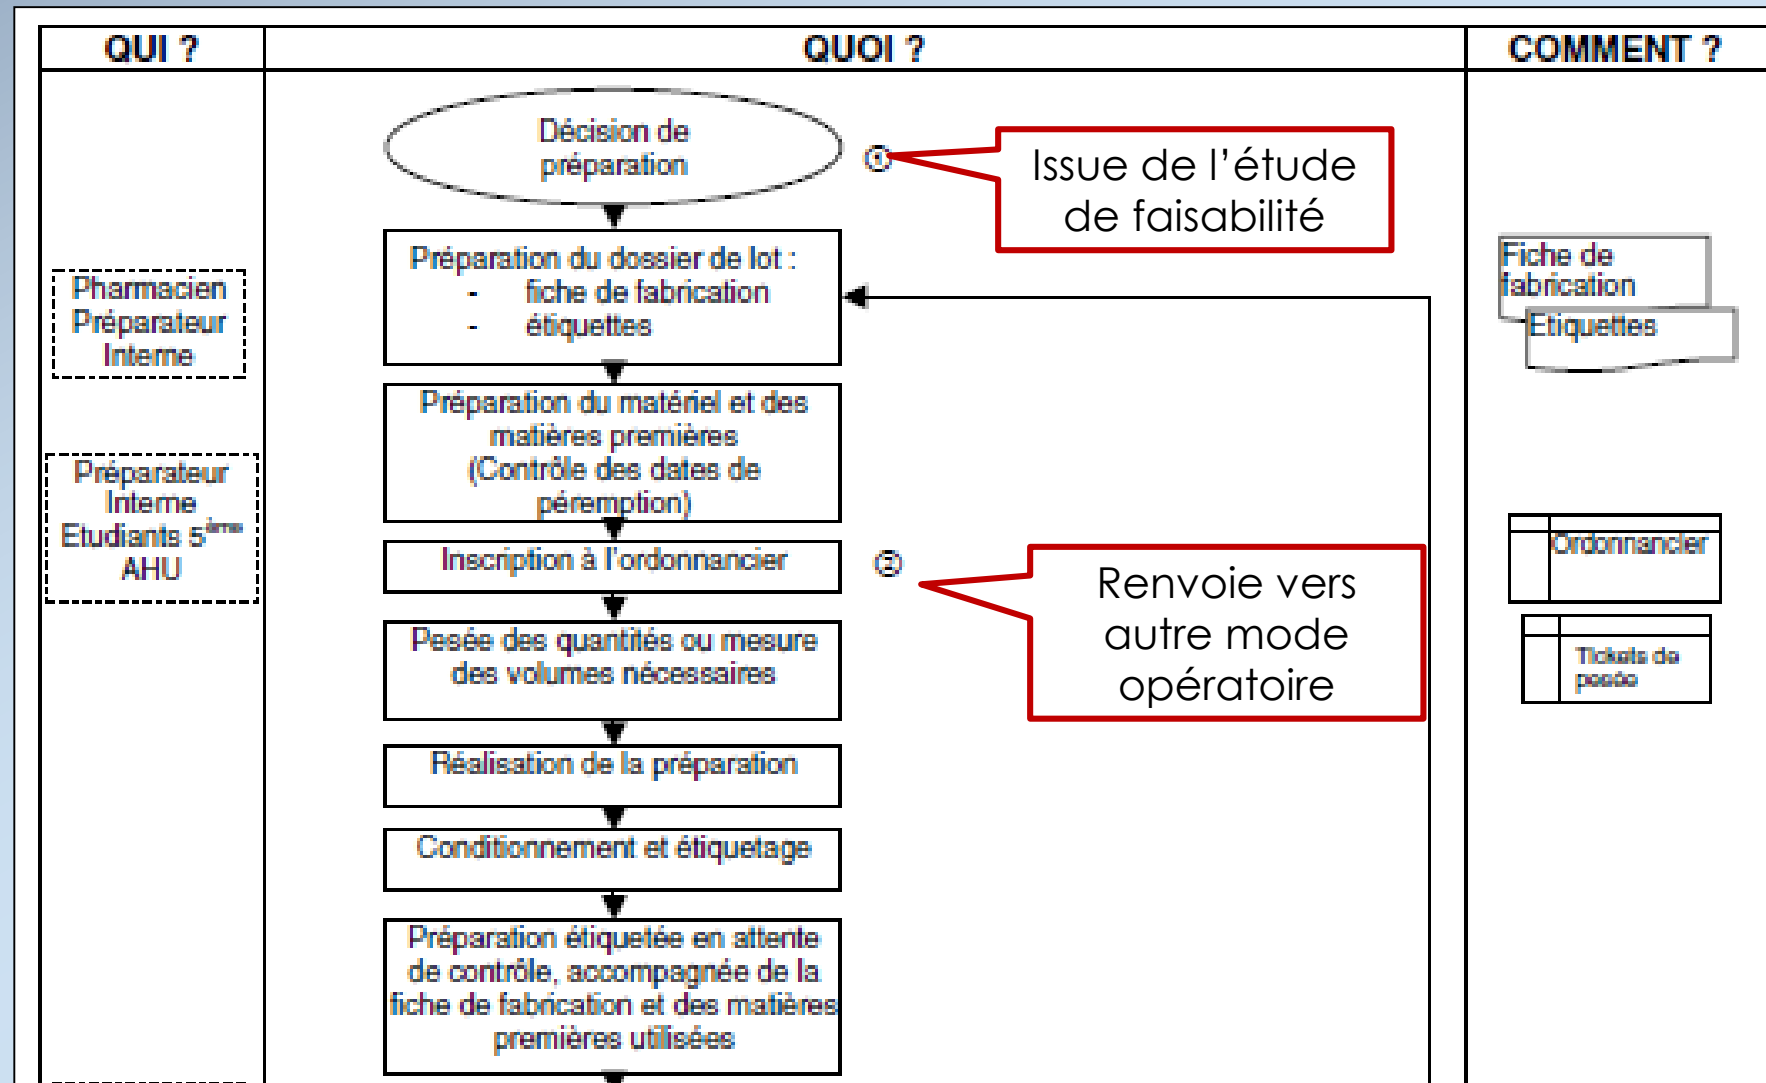 QUI ?
QUOI ?
COMMENT ?
Décision de
préparation
①
Issue de l’étude
de faisabilité
Pharmacien
Préparateur
Interne
Préparation du dossier de lot :
- fiche de fabrication
- étiquettes
Fiche de
fabrication
Etiquettes
Préparateur
Interne
Etudiants 5ème
AHU
Préparation du matériel et des
matières premières
(Contrôle des dates de
péremption)
Inscription à l’ordonnancier
②
Renvoie vers
autre mode
opératoire
Ordonnancier
Pesée des quantités ou mesure
des volumes nécessaires
Tickets de
pesée
Réalisation de la préparation
Conditionnement et étiquetage
Préparation étiquetée en attente
de contrôle, accompagnée de la
fiche de fabrication et des matières
premières utilisées